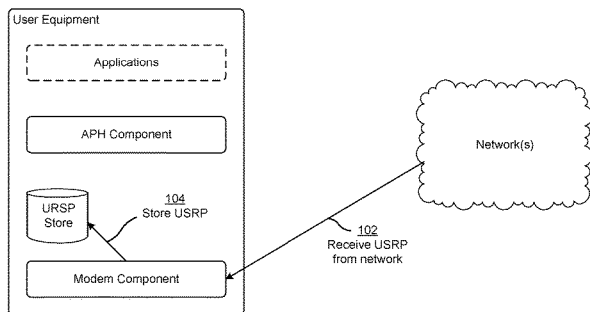 User Equipment
Applications
APH Component
Network(s)
URSP
Store
104
Store USRP
102
Receive USRP
from network
Modem Component